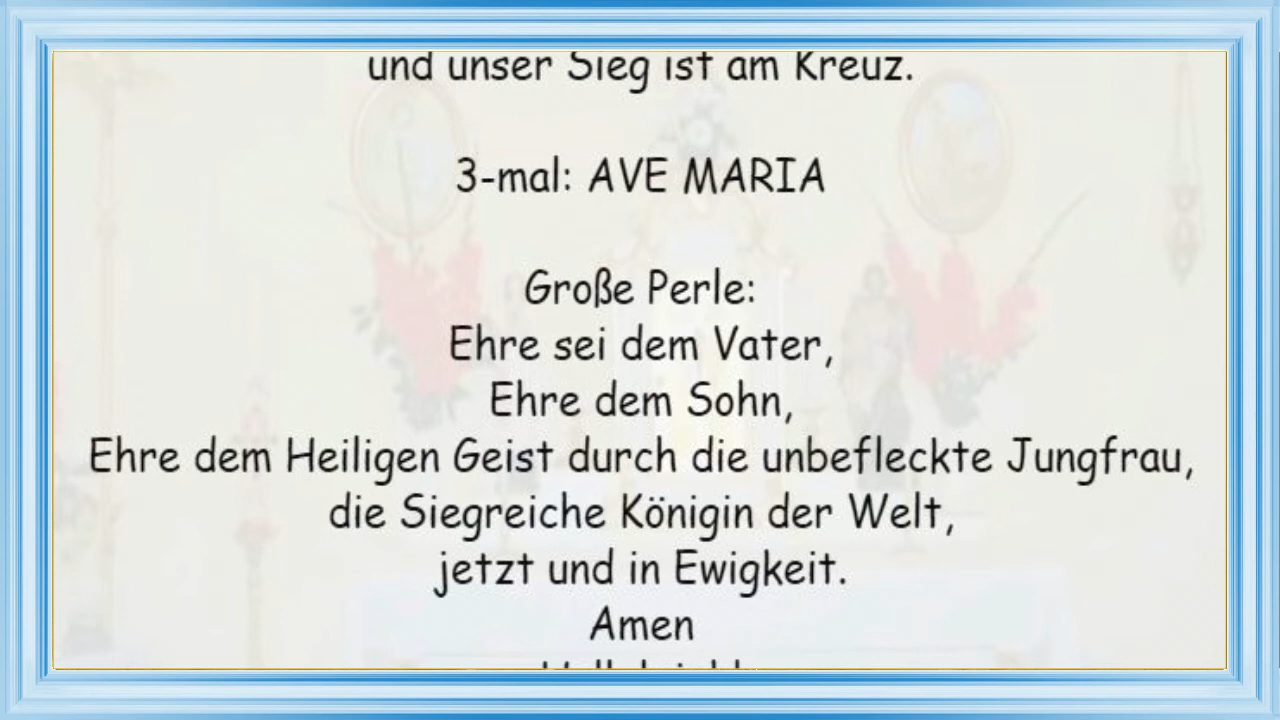 und unser Sieg ist am Kreuz.
3-mal: AVE MARIA
Große Perle:
Ehre sei dem Vater,
Ehre dem Sohn,
Ehre dem Heiligen Geist durch die unbefleckte Jungfrau,
die Siegreiche Königin der Welt,
jetzt und in Ewigkeit.
Amen